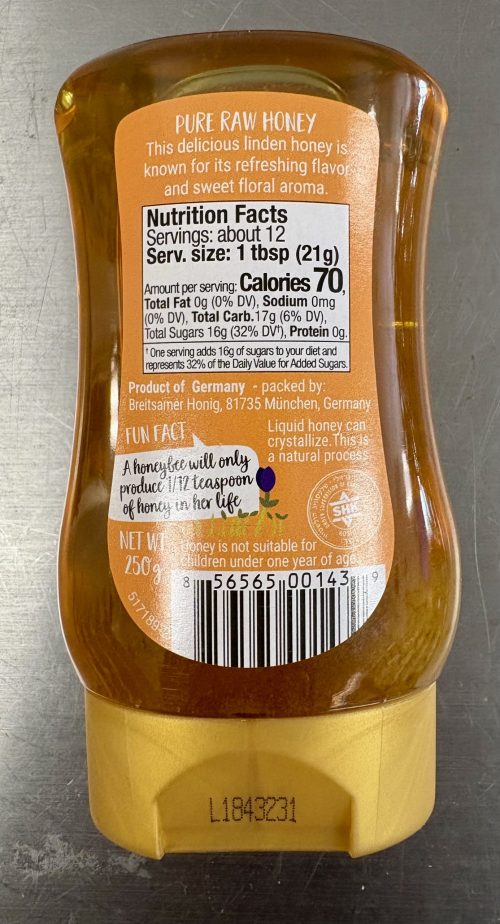 PURE RAW HONEY
This delicious linden honey is
known for its refreshing flavor
and sweet floral aroma.
Nutrition Facts
Servings: about 12
Serv. size: 1 tbsp (21g)
Amount per serving: Calories 70,
Total Fat 0g (0% DV), Sodium 0mg
(0% DV), Total Carb.17g (6% DV),
Total Sugars 16g (32% DV†), Protein 0g.
† One serving adds 16g of sugars to your diet and
represents 32% of the Daily Value for Added Sugars.
Product of Germany - packed by:
Breitsamer Honig, 81735 München, Germany
FUN FACT
A honeybee will only
produce 1/12 teaspoon
of honey in her life
Liquid honey can
crystallize. This is
a natural process.
SHK
NET WT
250g
Honey is not suitable for
children under one year of age.
8 56565 00143 9
L1843231